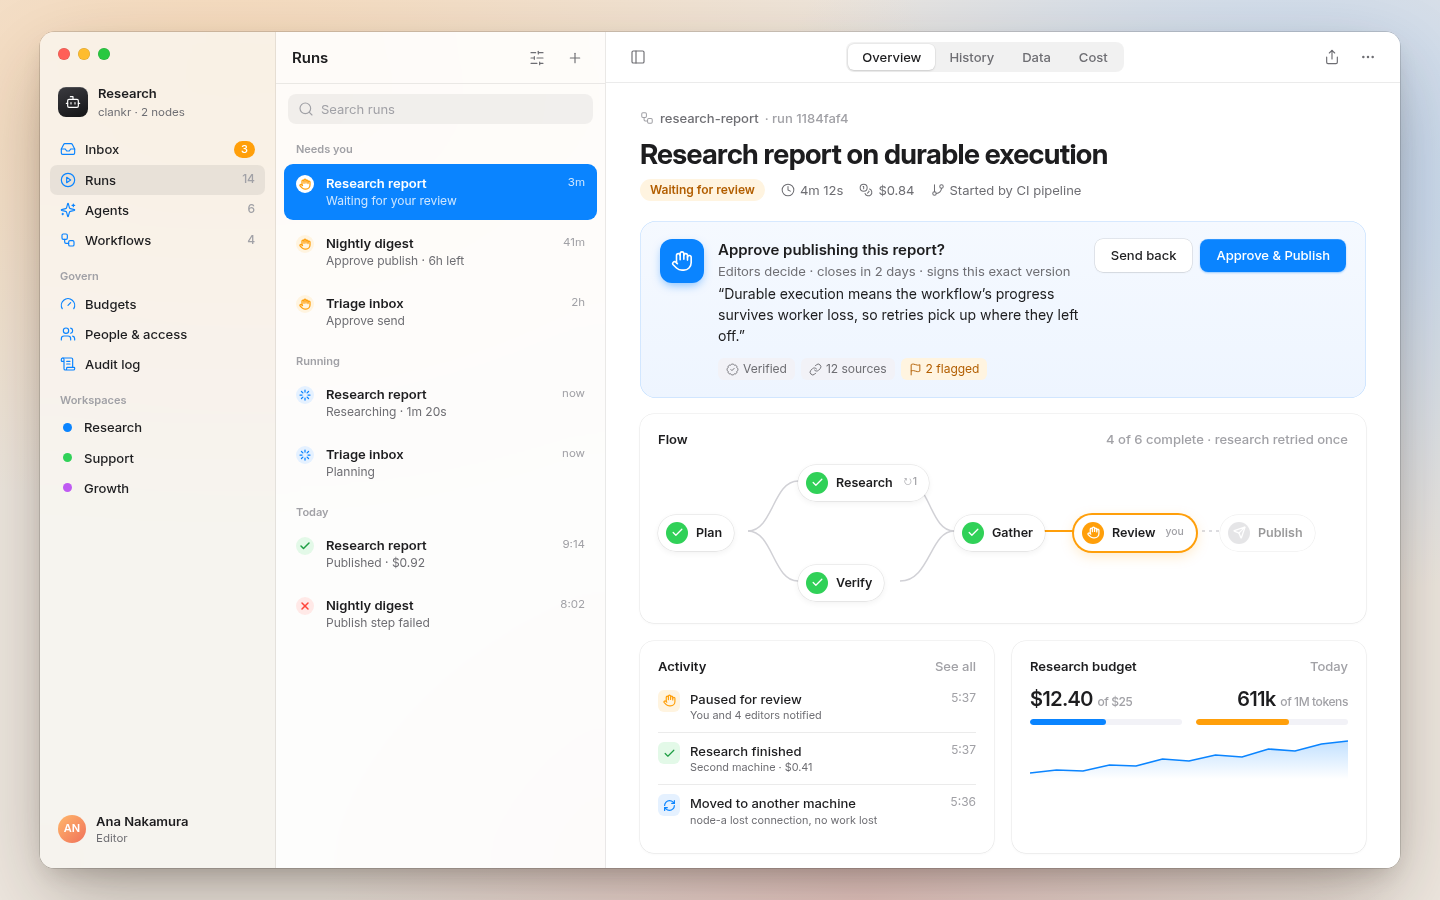 Research
clankr · 2 nodes
Inbox 3
Runs 14
Agents 6
Workflows 4
Govern
Budgets
People & access
Audit log
Workspaces
Research
Support
Growth
AN
Ana Nakamura
Editor
Runs
Search runs
Needs you
Research report 3m
Waiting for your review
Nightly digest 41m
Approve publish · 6h left
Triage inbox 2h
Approve send
Running
Research report now
Researching · 1m 20s
Triage inbox now
Planning
Today
Research report 9:14
Published · $0.92
Nightly digest 8:02
Publish step failed
Overview History Data Cost
research-report · run 1184faf4
Research report on durable execution
Waiting for review 4m 12s $0.84 Started by CI pipeline
Approve publishing this report?
Editors decide · closes in 2 days · signs this exact version
Send back Approve & Publish
“Durable execution means the workflow’s progress
survives worker loss, so retries pick up where they left
off.”
Verified 12 sources 2 flagged
Flow 4 of 6 complete · research retried once
Research ↻1
Plan Gather Review you Publish
Verify
Activity See all
Paused for review 5:37
You and 4 editors notified
Research finished 5:37
Second machine · $0.41
Moved to another machine 5:36
node-a lost connection, no work lost
Research budget Today
$12.40 of $25 611k of 1M tokens